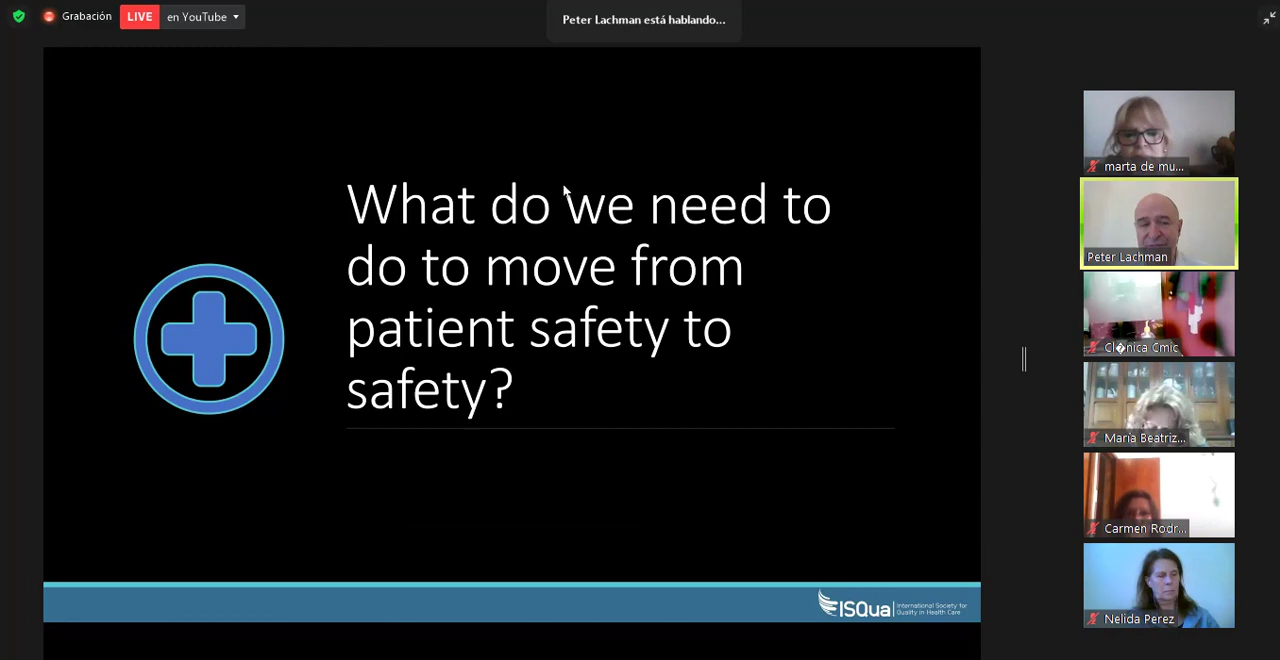 Grabación
LIVE
en YouTube
Peter Lachman está hablando...
What do we need to
do to move from
patient safety to
safety?
ISQua
International Society for
Quality in Health Care
marta de mu...
Peter Lachman
Cl�nica Cmic
María Beatriz...
Carmen Rodr...
Nelida Perez